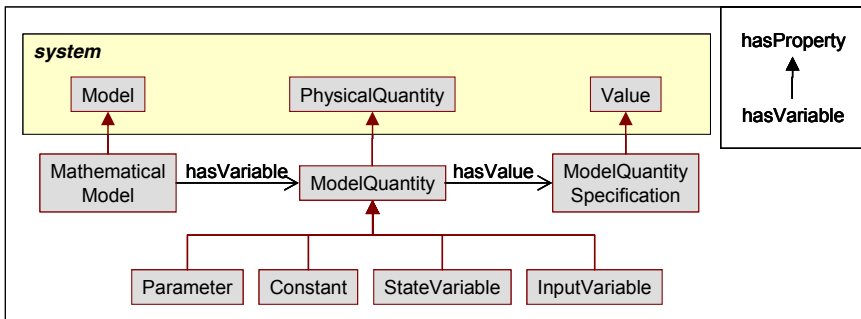 system
hasProperty
Model
PhysicalQuantity
Value
hasVariable
Mathematical
Model
hasVariable
ModelQuantity
hasValue
ModelQuantity
Specification
Parameter
Constant
StateVariable
InputVariable